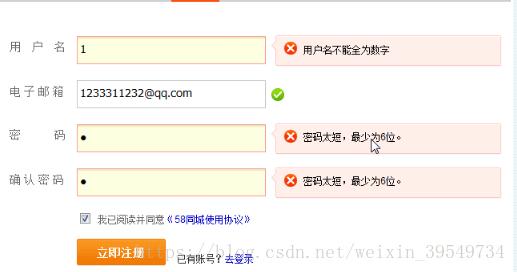 用 户 名 1 用户名不能全为数字
电子邮箱 1233311232@qq.com
密 码 ● 密码太短，最少为6位。
确认密码 ● 密码太短，最少为6位。
我已阅读并同意《58同城使用协议》
立即注册 已有账号？去登录
https://blog.csdn.net/weixin_39549734